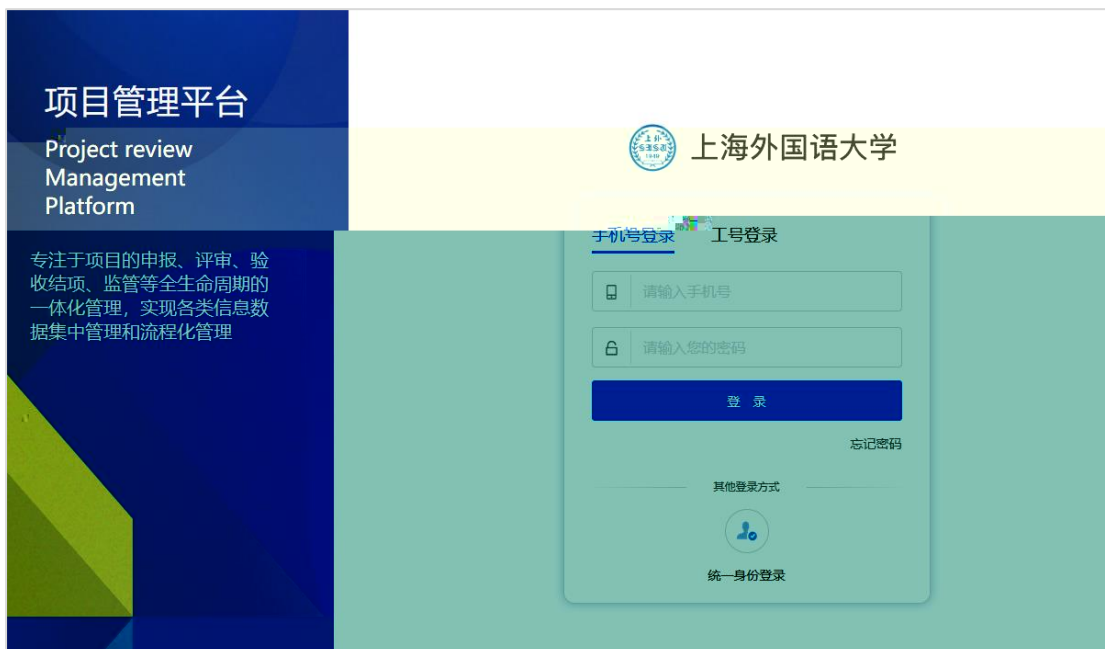 项目管理平台
Project review
Management
Platform
专注于项目的申报、评审、验
收结项、监管等全生命周期的
一体化管理，实现各类信息数
据集中管理和流程化管理
上海外国语大学
手机号登录 工号登录
请输入手机号
请输入您的密码
登 录
忘记密码
其他登录方式
统一身份登录